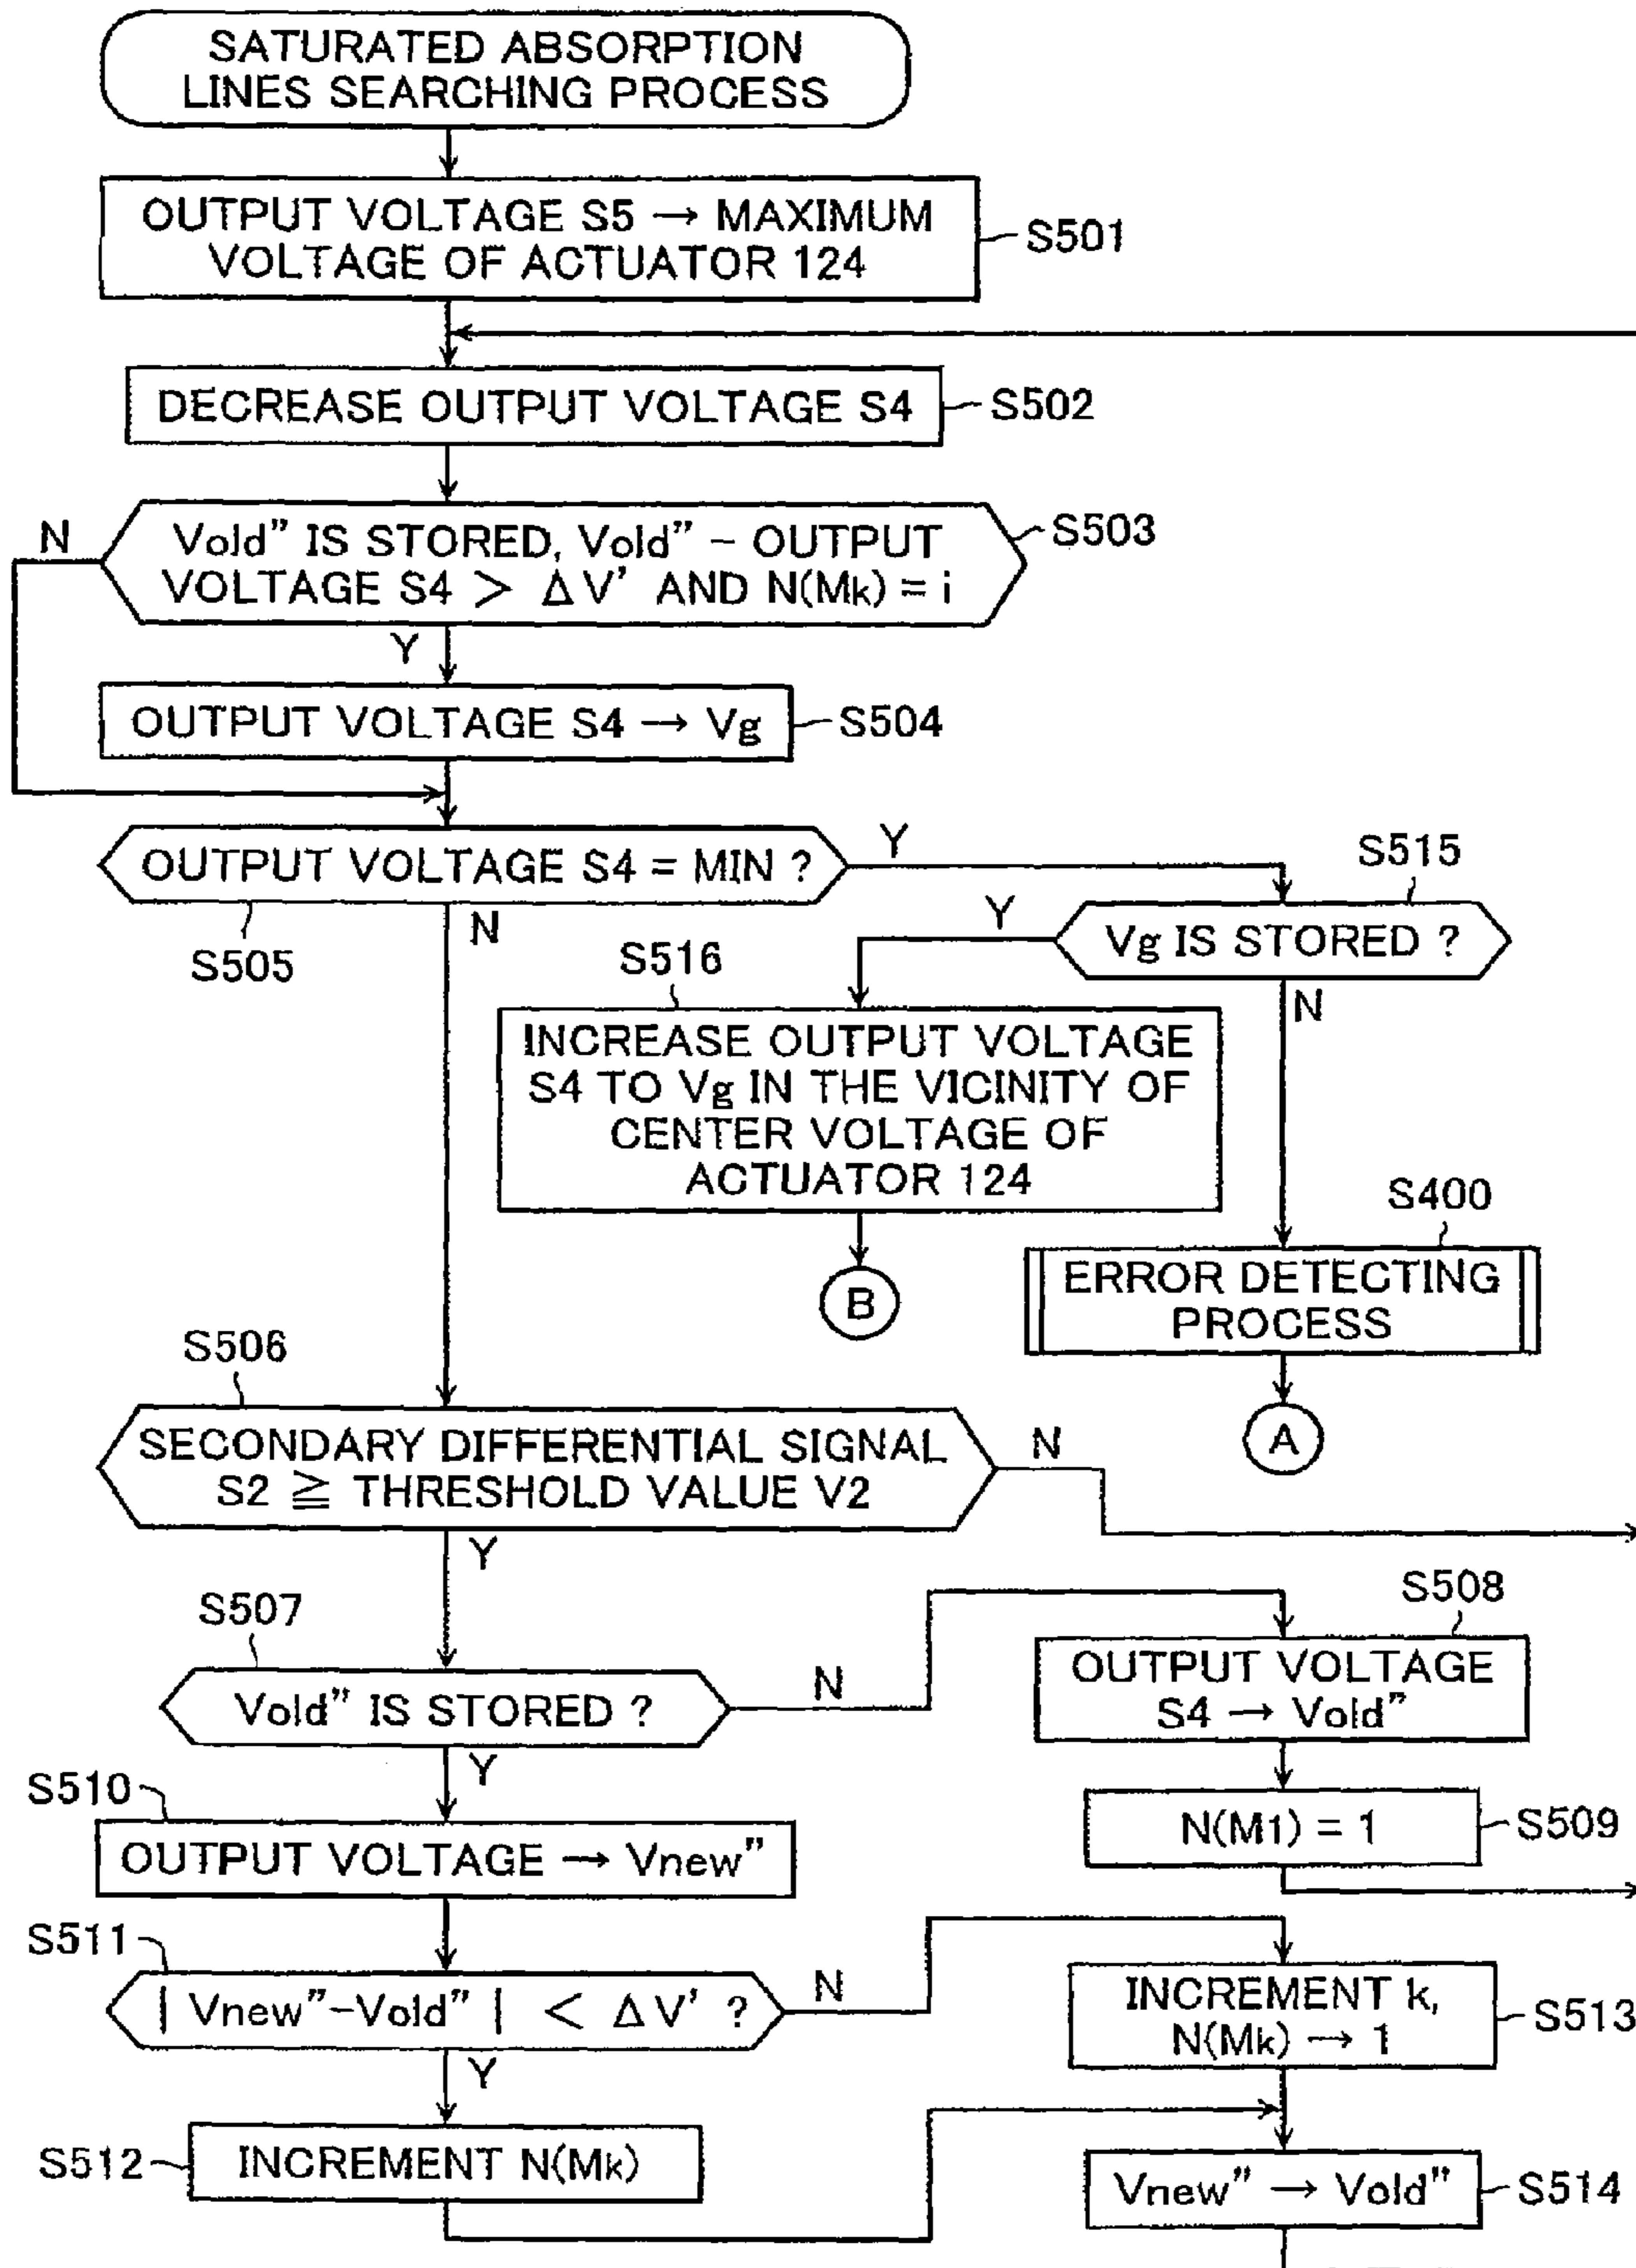 SATURATED ABSORPTION
LINES SEARCHING PROCESS
OUTPUT VOLTAGE S5 → MAXIMUM
VOLTAGE OF ACTUATOR 124
S501
DECREASE OUTPUT VOLTAGE S4
S502
N
Vold" IS STORED, Vold" - OUTPUT
VOLTAGE S4 > ΔV' AND N(Mk) = i
S503
Y
OUTPUT VOLTAGE S4 → Vg
S504
OUTPUT VOLTAGE S4 = MIN ?
Y
S505
N
S515
Vg IS STORED ?
Y
N
S516
INCREASE OUTPUT VOLTAGE
S4 TO Vg IN THE VICINITY OF
CENTER VOLTAGE OF
ACTUATOR 124
B
S400
ERROR DETECTING
PROCESS
A
S506
SECONDARY DIFFERENTIAL SIGNAL
S2 ≧ THRESHOLD VALUE V2
N
Y
S507
Vold" IS STORED ?
N
Y
S508
OUTPUT VOLTAGE
S4 → Vold"
N(M1) = 1
S509
S510
OUTPUT VOLTAGE → Vnew"
S511
| Vnew"-Vold" | < ΔV' ?
N
Y
INCREMENT k,
N(Mk) → 1
S513
S512
INCREMENT N(Mk)
Vnew" → Vold"
S514